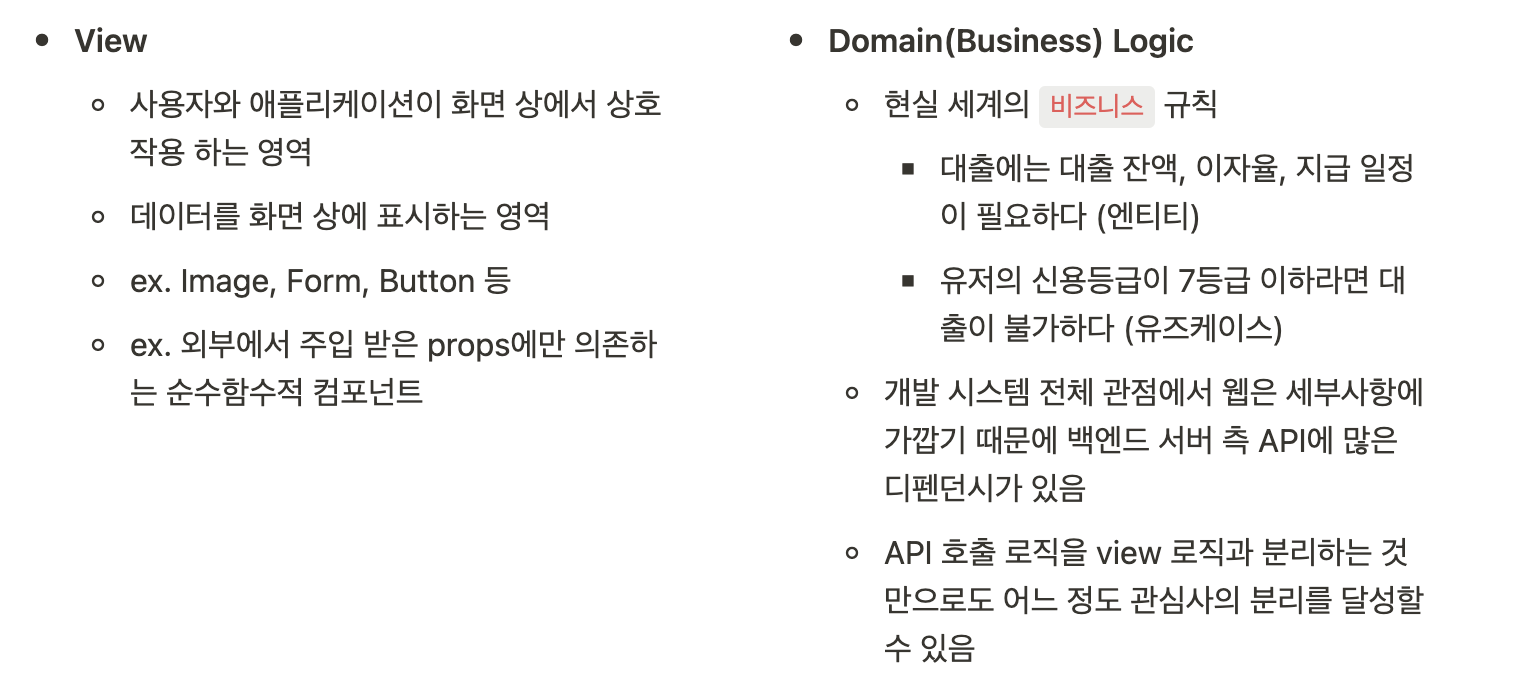 View
사용자와 애플리케이션이 화면 상에서 상호
작용 하는 영역
데이터를 화면 상에 표시하는 영역
ex. Image, Form, Button 등
ex. 외부에서 주입 받은 props에만 의존하
는 순수함수적 컴포넌트
Domain(Business) Logic
현실 세계의 비즈니스 규칙
대출에는 대출 잔액, 이자율, 지급 일정
이 필요하다 (엔티티)
유저의 신용등급이 7등급 이하라면 대
출이 불가하다 (유즈케이스)
개발 시스템 전체 관점에서 웹은 세부사항에
가깝기 때문에 백엔드 서버 측 API에 많은
디펜던시가 있음
API 호출 로직을 view 로직과 분리하는 것
만으로도 어느 정도 관심사의 분리를 달성할
수 있음